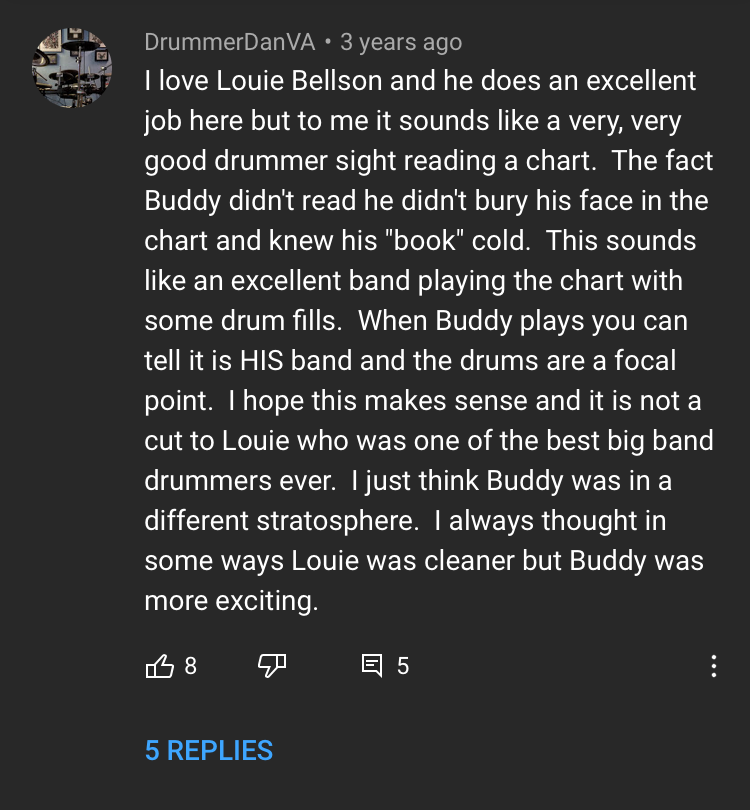 DrummerDanVA • 3 years ago
I love Louie Bellson and he does an excellent
job here but to me it sounds like a very, very
good drummer sight reading a chart.  The fact
Buddy didn't read he didn't bury his face in the
chart and knew his "book" cold.  This sounds
like an excellent band playing the chart with
some drum fills.  When Buddy plays you can
tell it is HIS band and the drums are a focal
point.  I hope this makes sense and it is not a
cut to Louie who was one of the best big band
drummers ever.  I just think Buddy was in a
different stratosphere.  I always thought in
some ways Louie was cleaner but Buddy was
more exciting.
8 5
5 REPLIES